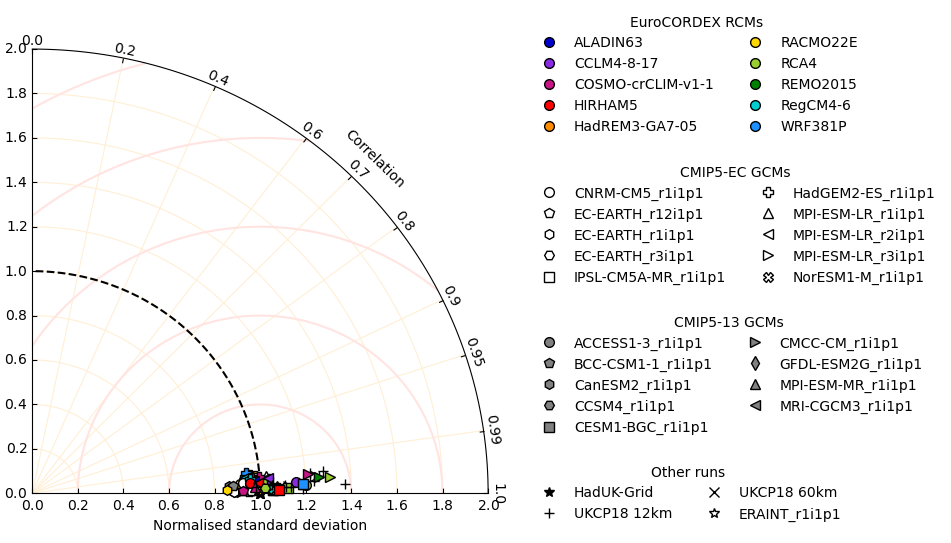 0.0
0.2
0.4
0.6
Correlation
0.7
0.8
0.9
0.95
0.99
1.0
2.0
1.8
1.6
1.4
1.2
1.0
0.8
0.6
0.4
0.2
0.0
0.0 0.2 0.4 0.6 0.8 1.0 1.2 1.4 1.6 1.8 2.0
Normalised standard deviation
EuroCORDEX RCMs
ALADIN63
CCLM4-8-17
COSMO-crCLIM-v1-1
HIRHAM5
HadREM3-GA7-05
RACMO22E
RCA4
REMO2015
RegCM4-6
WRF381P
CMIP5-EC GCMs
CNRM-CM5_r1i1p1
EC-EARTH_r12i1p1
EC-EARTH_r1i1p1
EC-EARTH_r3i1p1
IPSL-CM5A-MR_r1i1p1
HadGEM2-ES_r1i1p1
MPI-ESM-LR_r1i1p1
MPI-ESM-LR_r2i1p1
MPI-ESM-LR_r3i1p1
NorESM1-M_r1i1p1
CMIP5-13 GCMs
ACCESS1-3_r1i1p1
BCC-CSM1-1_r1i1p1
CanESM2_r1i1p1
CCSM4_r1i1p1
CESM1-BGC_r1i1p1
CMCC-CM_r1i1p1
GFDL-ESM2G_r1i1p1
MPI-ESM-MR_r1i1p1
MRI-CGCM3_r1i1p1
Other runs
HadUK-Grid
UKCP18 12km
UKCP18 60km
ERAINT_r1i1p1